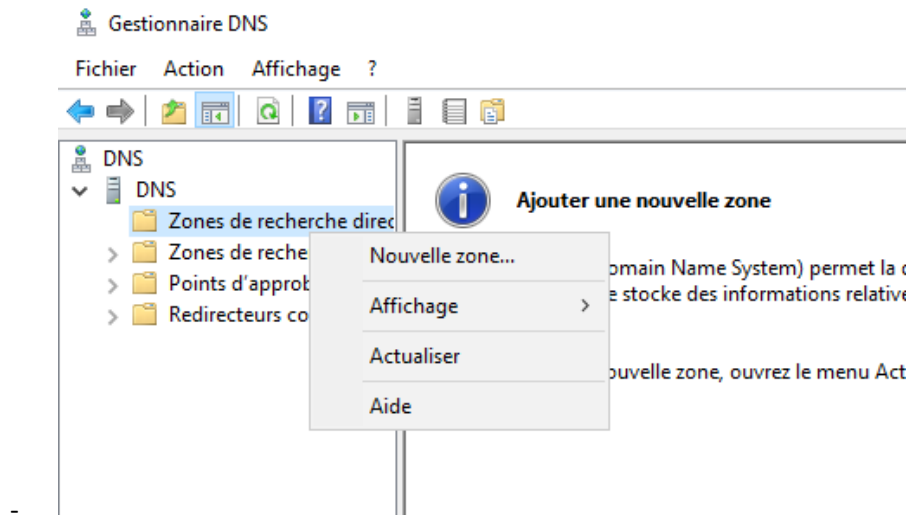 Gestionnaire DNS
Fichier Action Affichage ?
DNS
DNS
Ajouter une nouvelle zone
Zones de recherche direc
Zones de reche
Nouvelle zone...
omain Name System) permet la
Points d'approb
e stocke des informations relative
Affichage
Redirecteurs co
Actualiser
ouvelle zone, ouvrez le menu Act
Aide
-